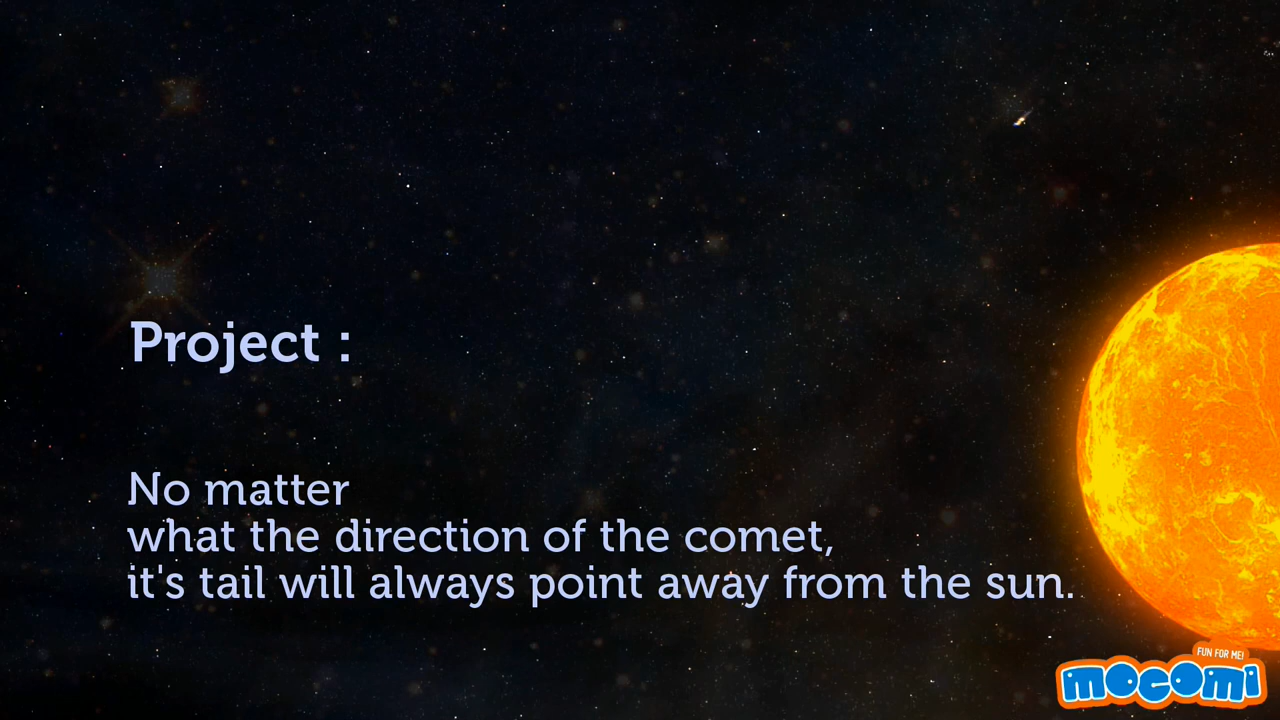 Project :
No matter
what the direction of the comet,
it's tail will always point away from the sun.
FUN FOR ME!
mocomi